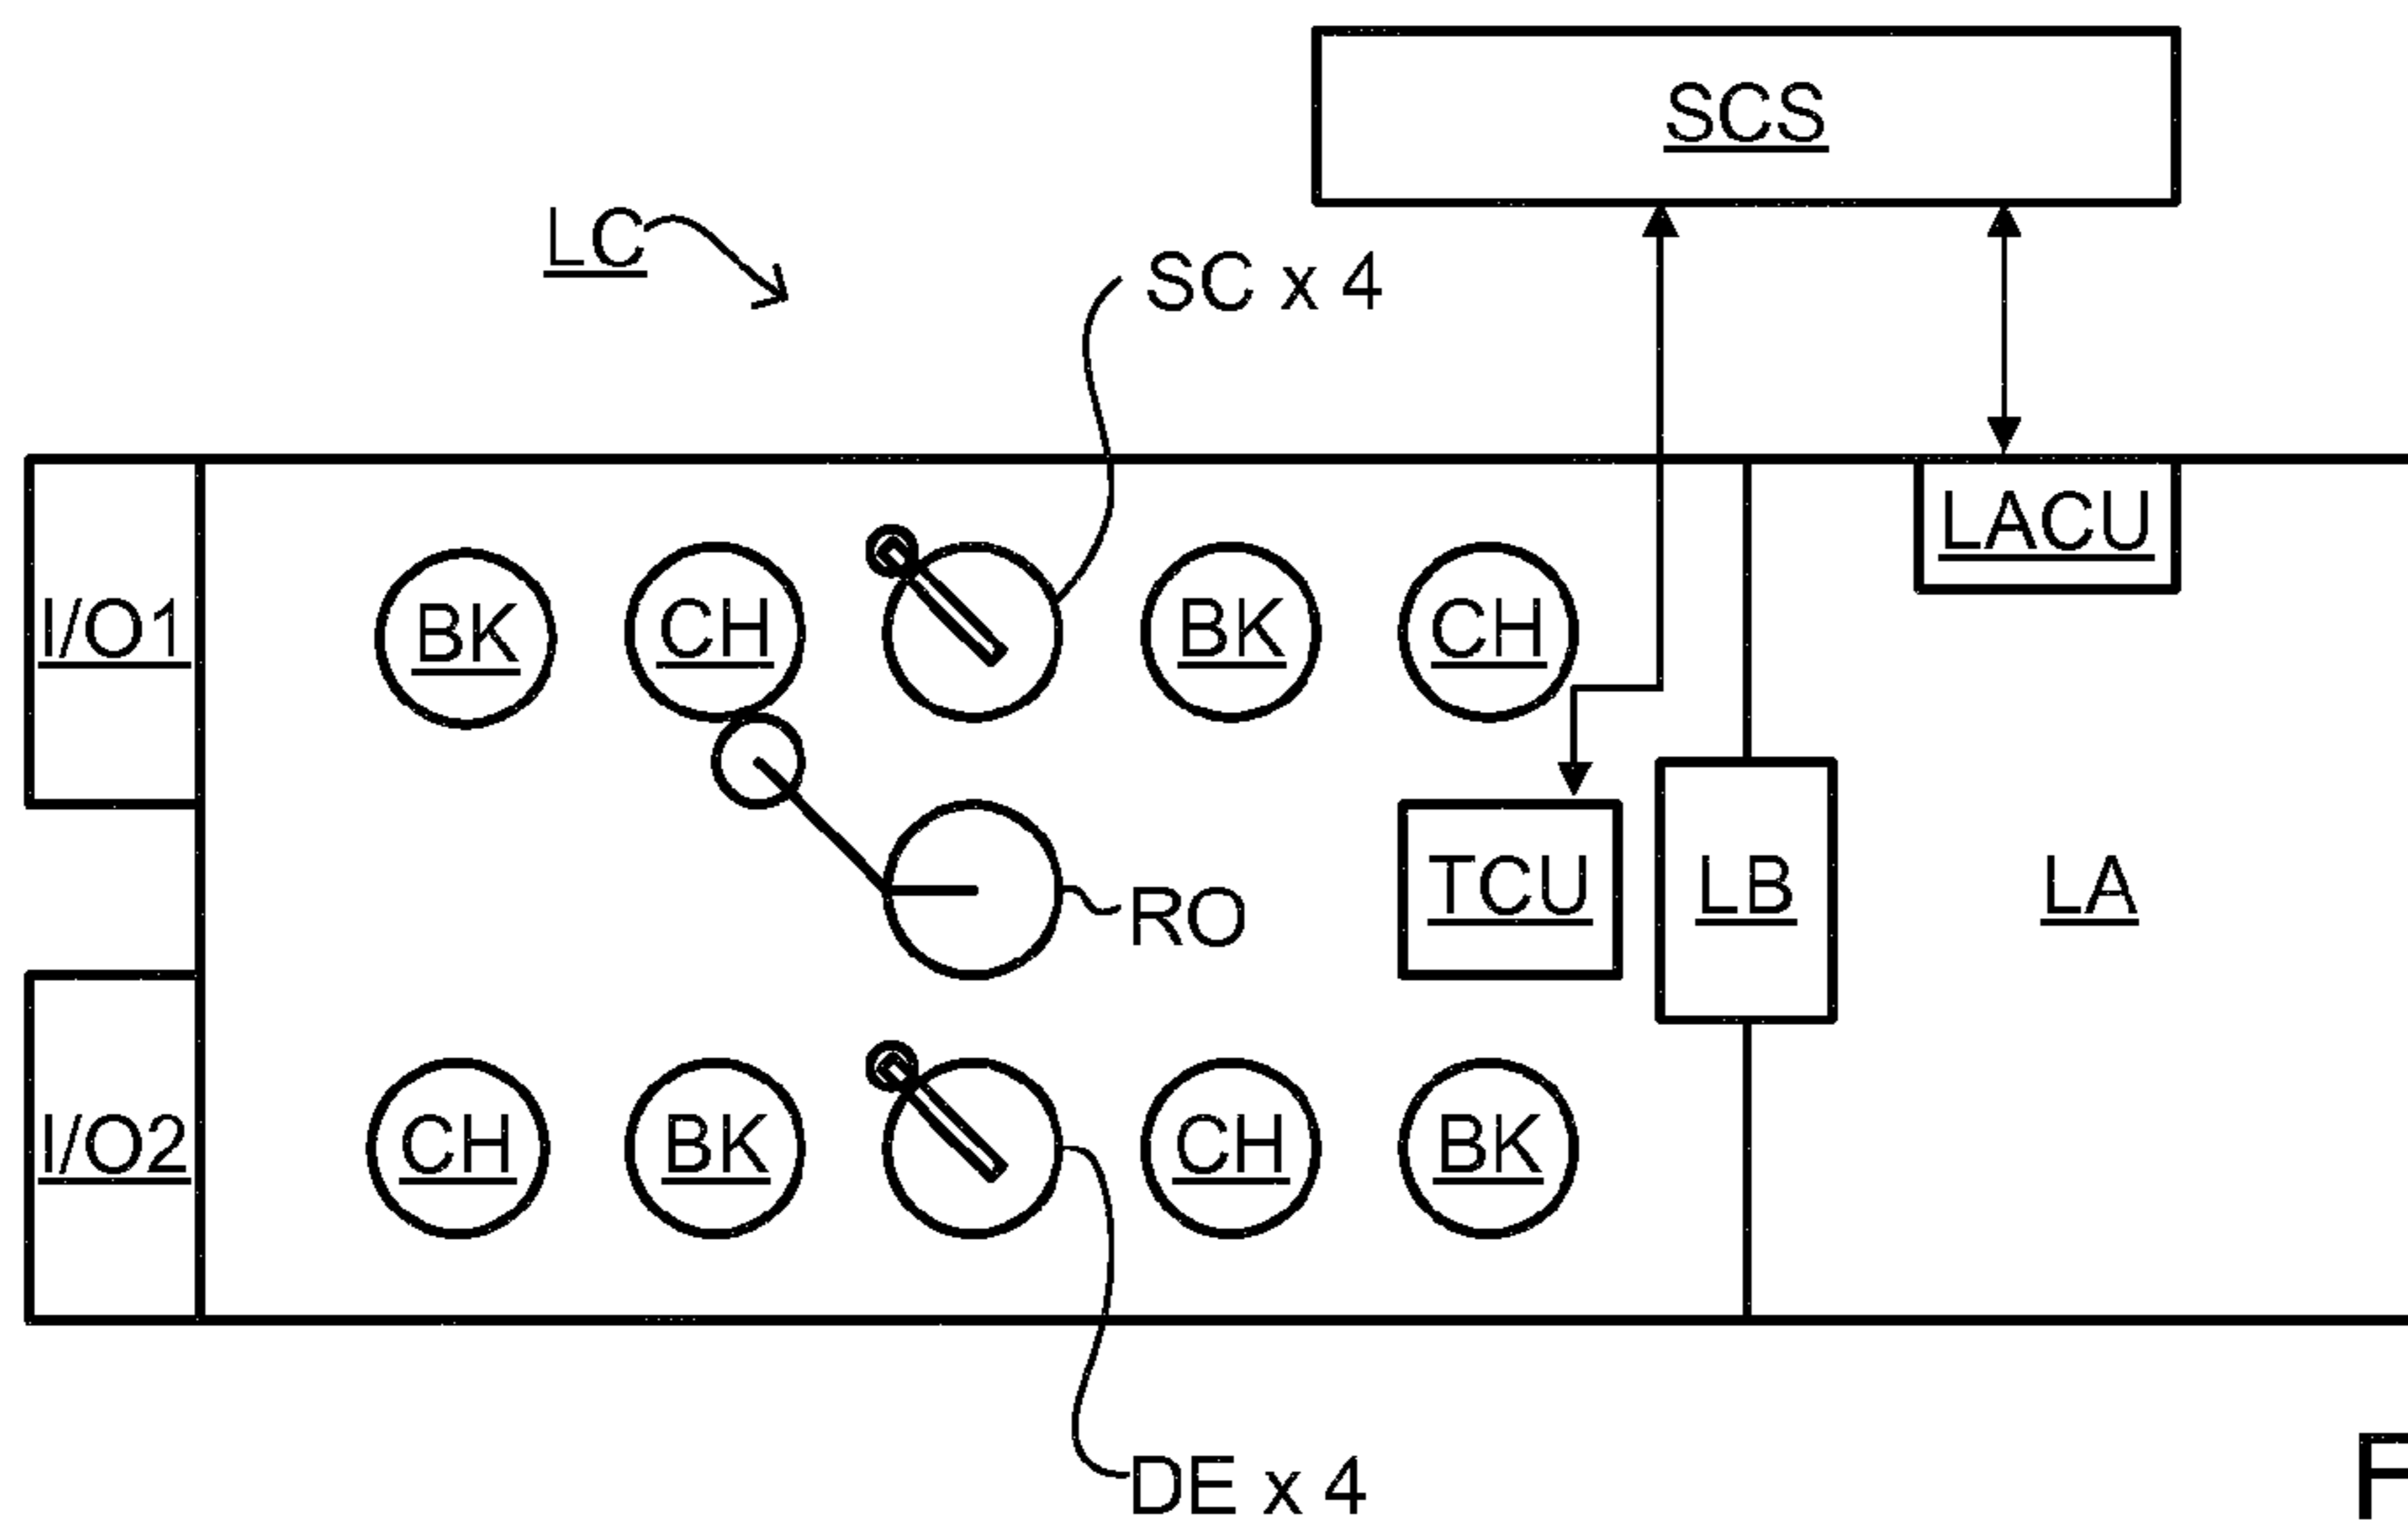 SCS
LC
SC x 4
LACU
I/O1
BK
CH
BK
CH
TCU
LB
LA
RO
I/O2
CH
BK
CH
BK
DE x 4
F